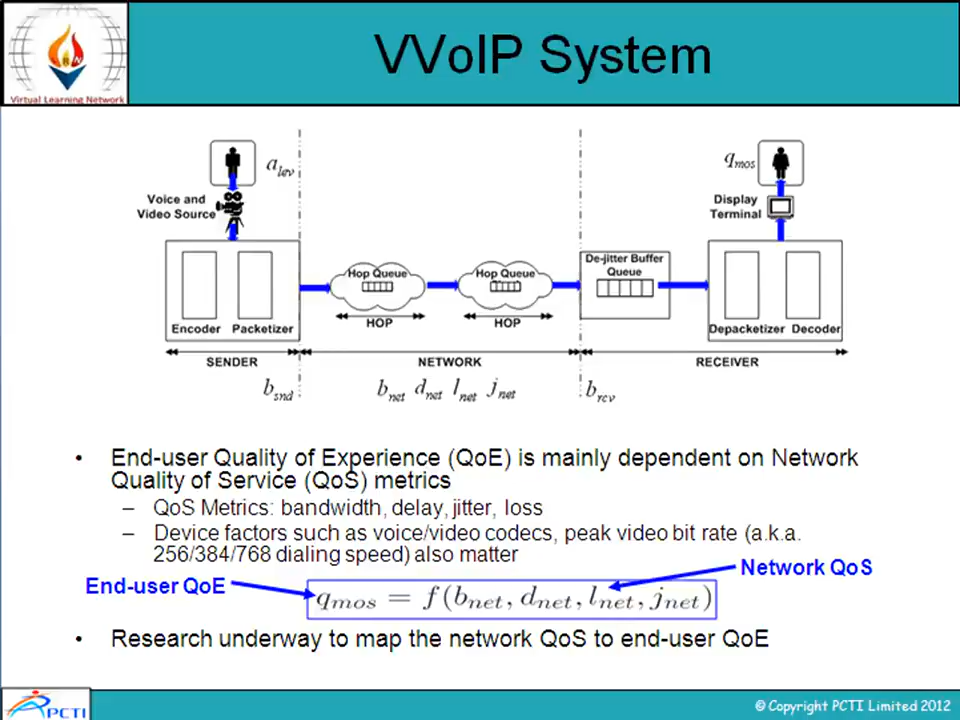 VVoIP System
Virtual Learning Network
a_lev
q_mos
Voice and
Video Source
Display
Terminal
De-jitter Buffer
Queue
Hop Queue
Hop Queue
HOP
HOP
Encoder Packetizer
Depacketizer Decoder
SENDER
NETWORK
RECEIVER
b_snd
b_net d_net l_net j_net
b_rcv
• End-user Quality of Experience (QoE) is mainly dependent on Network
Quality of Service (QoS) metrics
– QoS Metrics: bandwidth, delay, jitter, loss
– Device factors such as voice/video codecs, peak video bit rate (a.k.a.
256/384/768 dialing speed) also matter
Network QoS
End-user QoE
q_mos = f(b_net, d_net, l_net, j_net)
• Research underway to map the network QoS to end-user QoE
PCTI
© Copyright PCTI Limited 2012